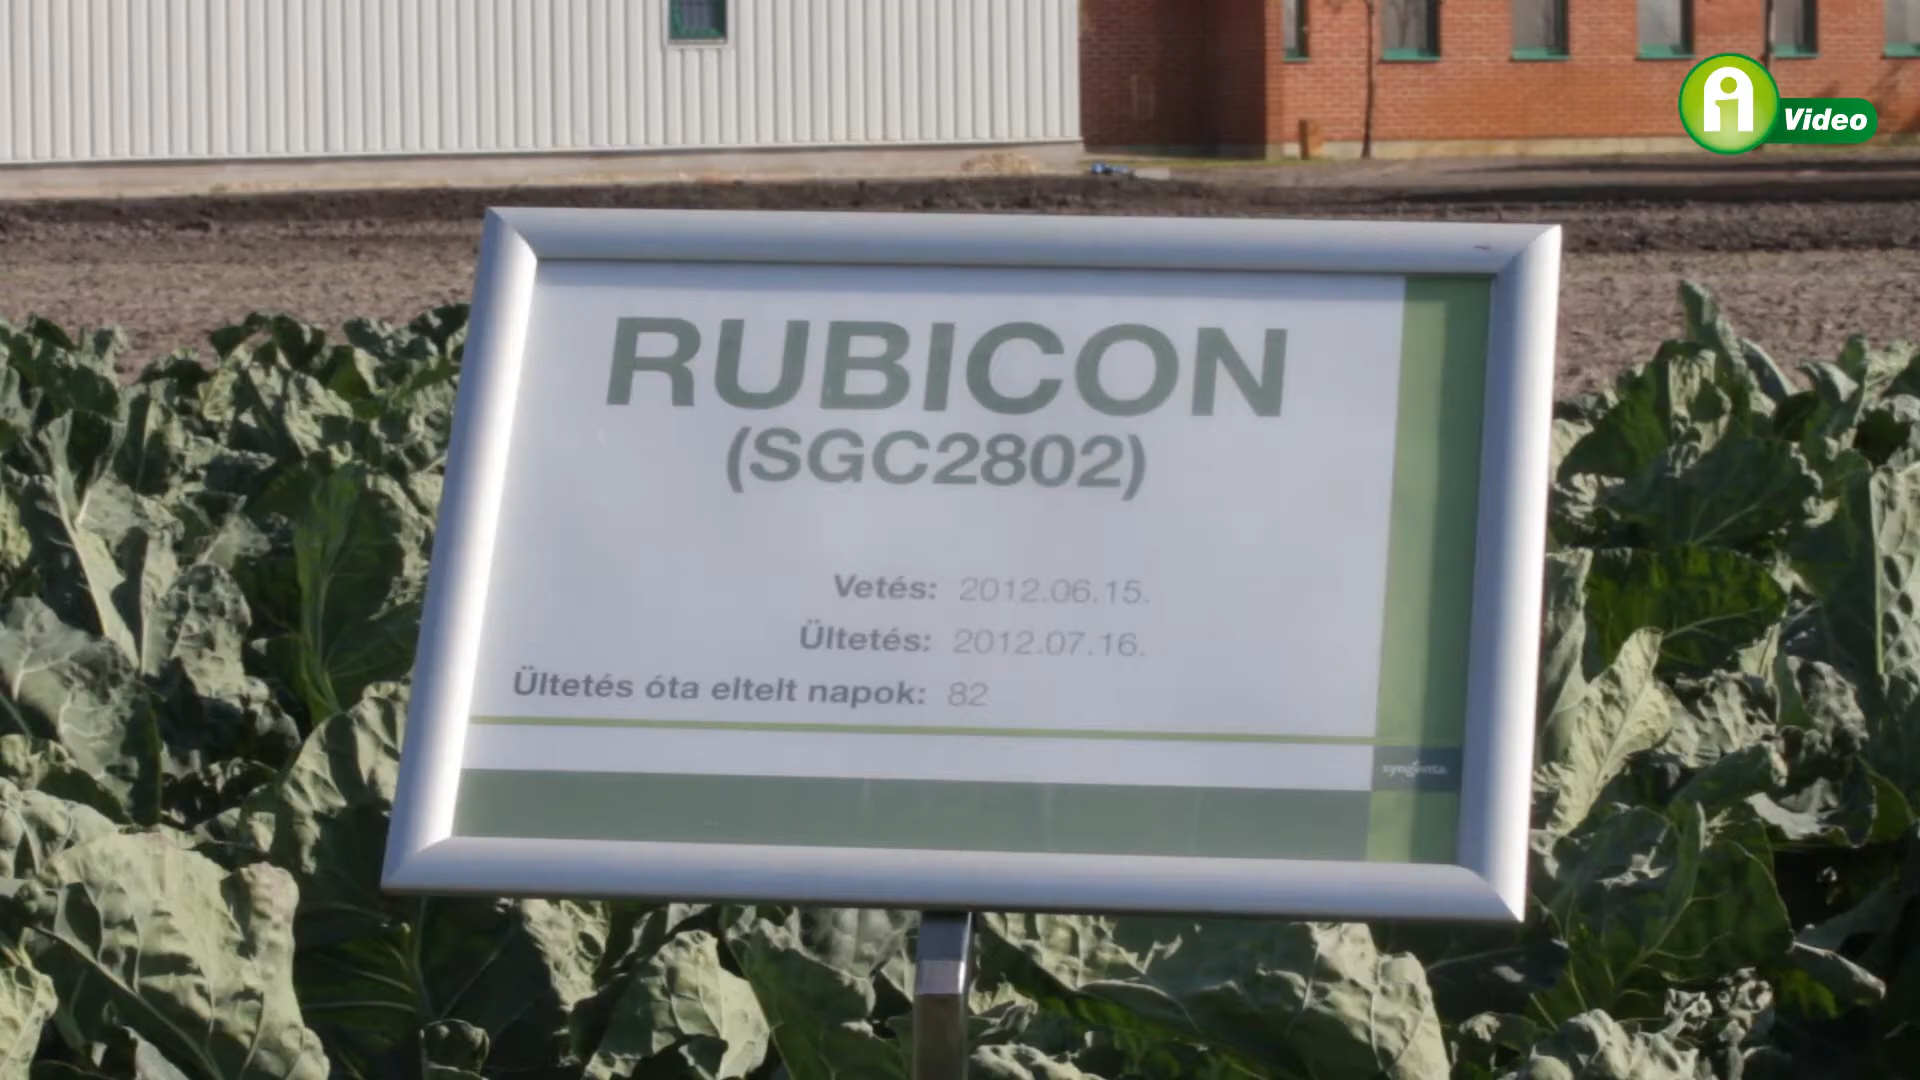 Video
RUBICON
(SGC2802)
Vetés: 2012.06.15.
Ültetés: 2012.07.16.
Ültetés óta eltelt napok: 82
syngenta